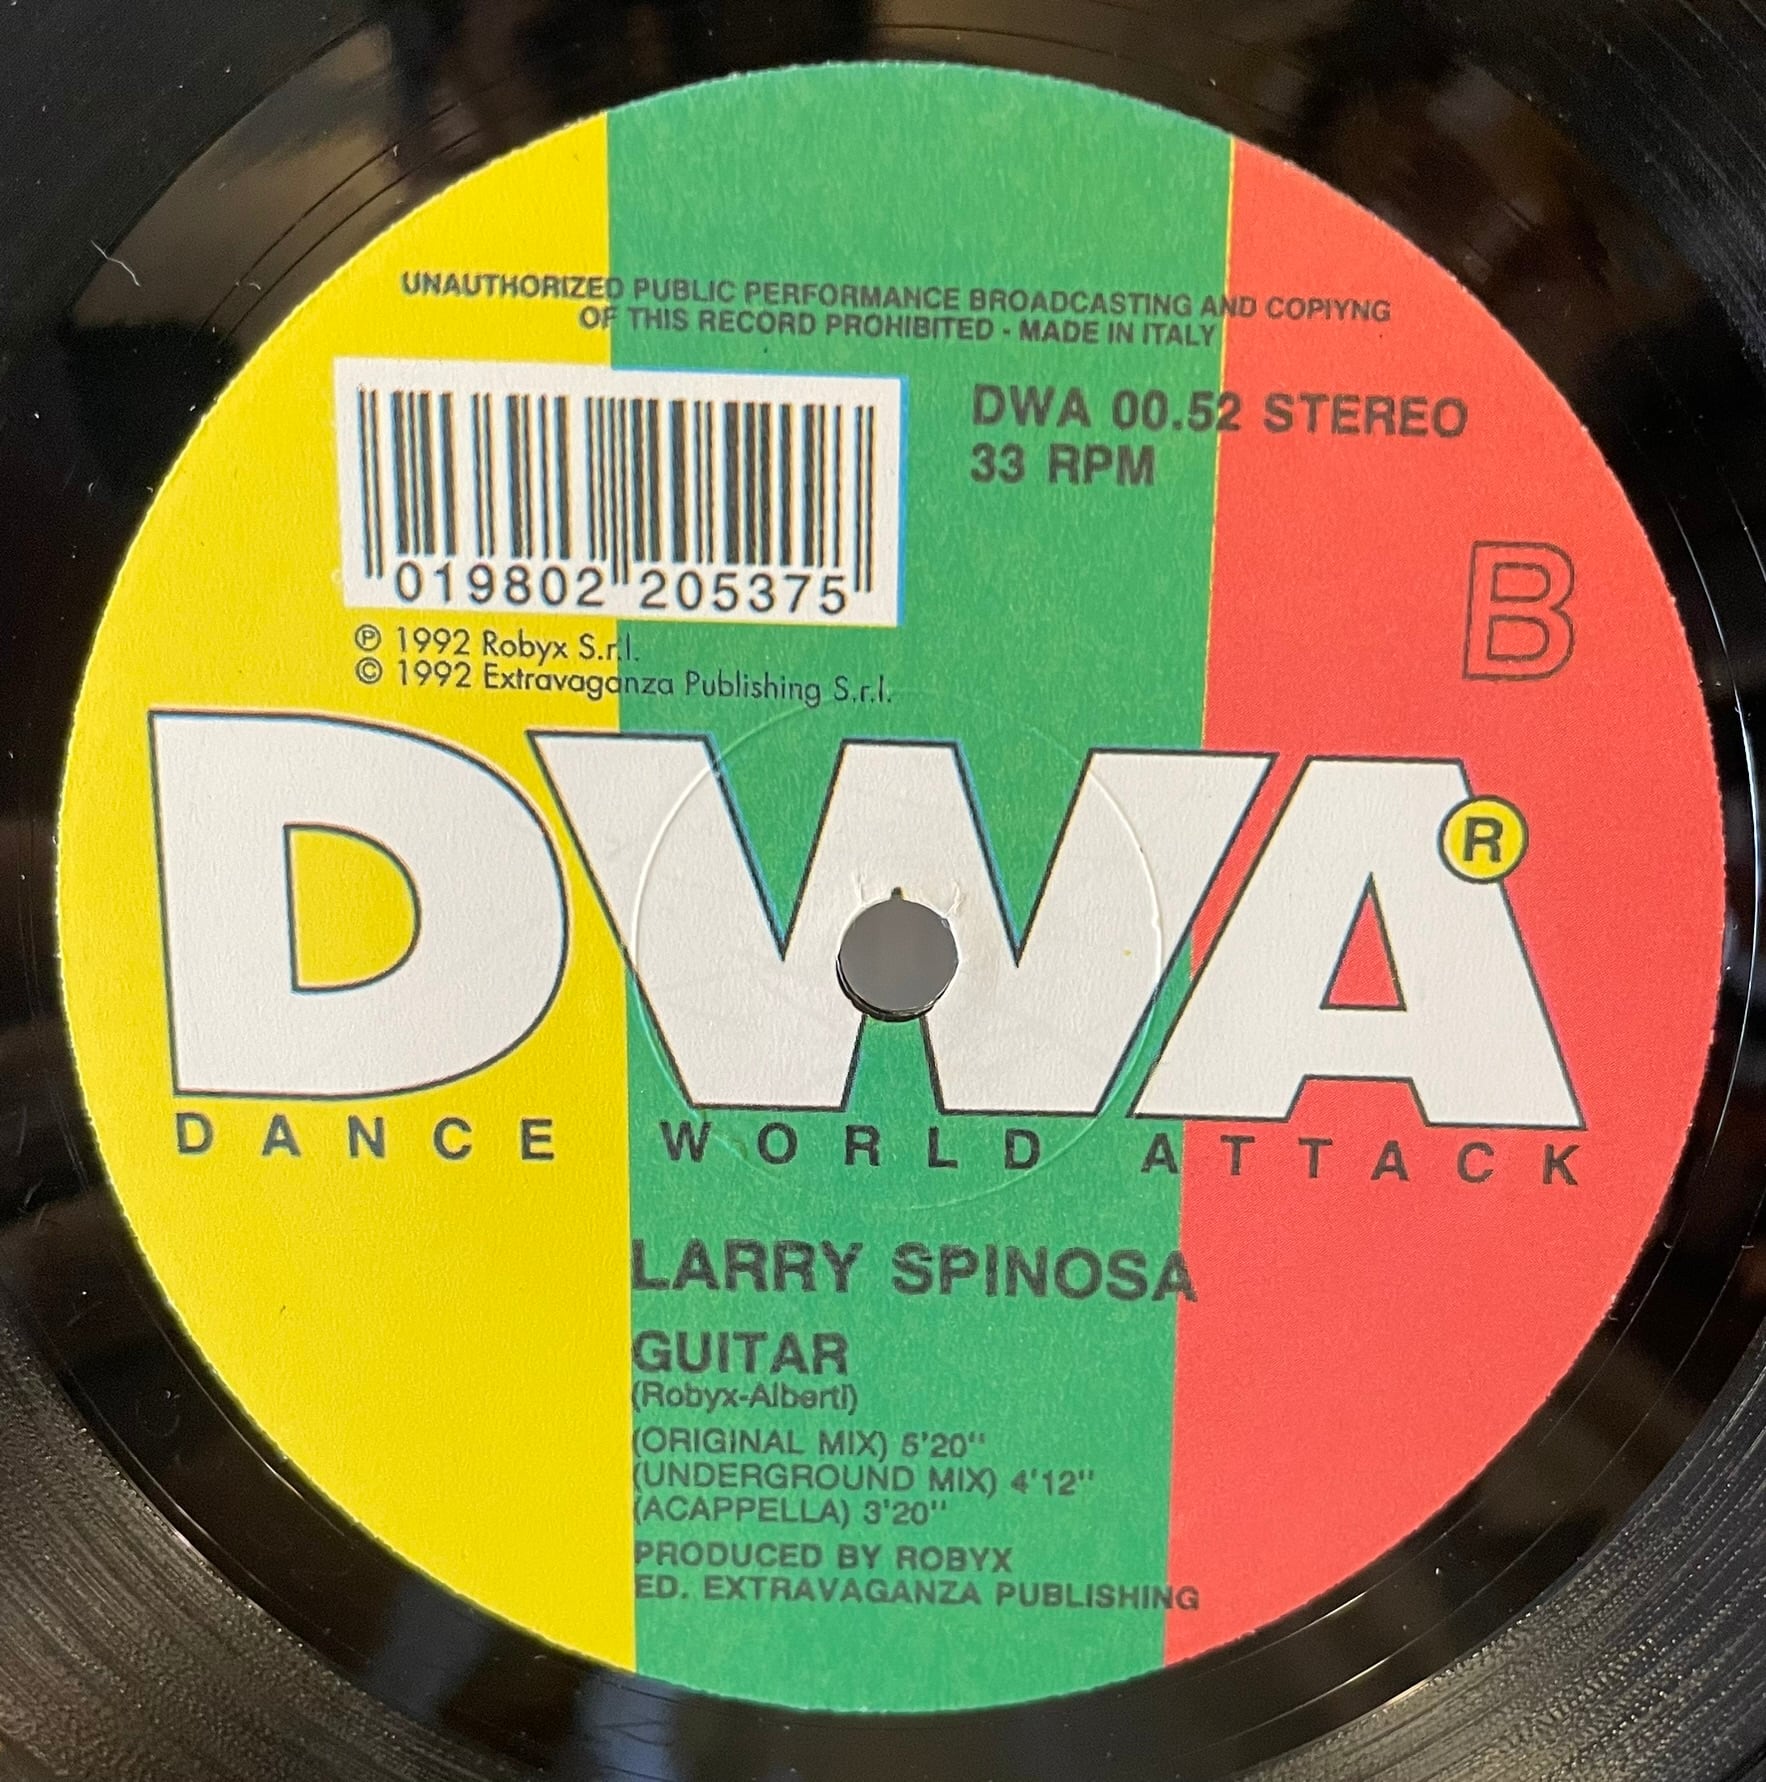 UNAUTHORIZED PUBLIC PERFORMANCE BROADCASTING AND COPIYNG
OF THIS RECORD PROHIBITED - MADE IN ITALY
DWA 00.52 STEREO
33 RPM
019802 205375
B
℗ 1992 Robyx S.r.l.
© 1992 Extravaganza Publishing S.r.l.
DWA®
DANCE WORLD ATTACK
LARRY SPINOSA
GUITAR
(Robyx-Alberti)
(ORIGINAL MIX) 5'20"
(UNDERGROUND MIX) 4'12"
(ACAPPELLA) 3'20"
PRODUCED BY ROBYX
ED. EXTRAVAGANZA PUBLISHING